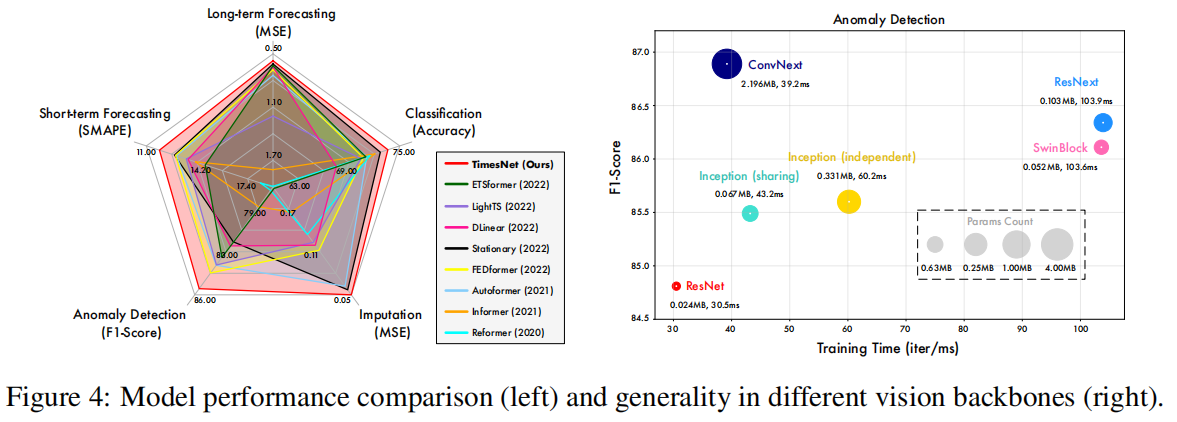 Long-term Forecasting
(MSE)
0.50
Short-term Forecasting
(SMAPE)
1.10
Classification
(Accuracy)
11.00
75.00
1.70
14.20
69.00
17.40
63.00
79.00
0.17
83.00
0.11
86.00
0.05
Anomaly Detection
(F1-Score)
Imputation
(MSE)
TimesNet (Ours)
ETSformer (2022)
LightTS (2022)
DLinear (2022)
Stationary (2022)
FEDformer (2022)
Autoformer (2021)
Informer (2021)
Reformer (2020)
Anomaly Detection
F1-Score
87.0
86.5
86.0
85.5
85.0
84.5
ConvNext
2.196MB, 39.2ms
ResNext
0.103MB, 103.9ms
SwinBlock
0.052MB, 103.6ms
Inception (independent)
0.331MB, 60.2ms
Inception (sharing)
0.067MB, 43.2ms
Params Count
0.63MB 0.25MB 1.00MB 4.00MB
ResNet
0.024MB, 30.5ms
30 40 50 60 70 80 90 100
Training Time (iter/ms)
Figure 4: Model performance comparison (left) and generality in different vision backbones (right).